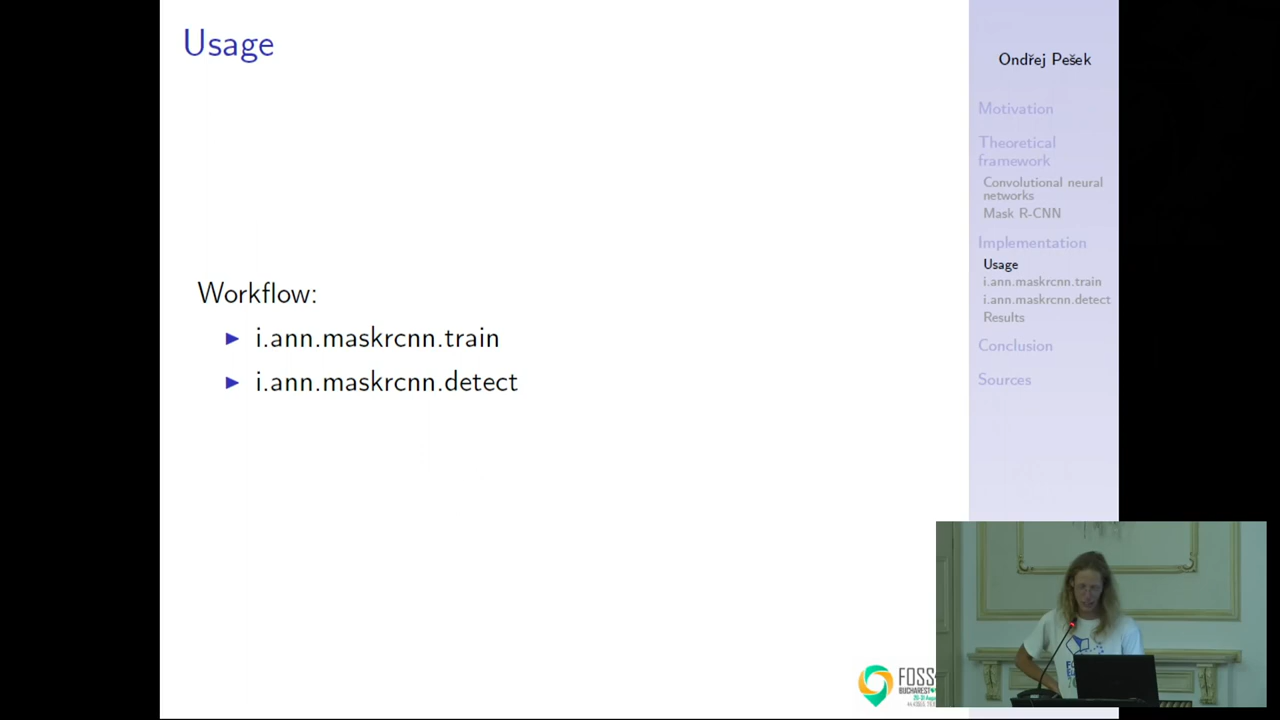 Usage
Workflow:
i.ann.maskrcnn.train
i.ann.maskrcnn.detect
Ondřej Pešek
Motivation
Theoretical
framework
Convolutional neural
networks
Mask R-CNN
Implementation
Usage
i.ann.maskrcnn.train
i.ann.maskrcnn.detect
Results
Conclusion
Sources
FOSS
BUCHAREST